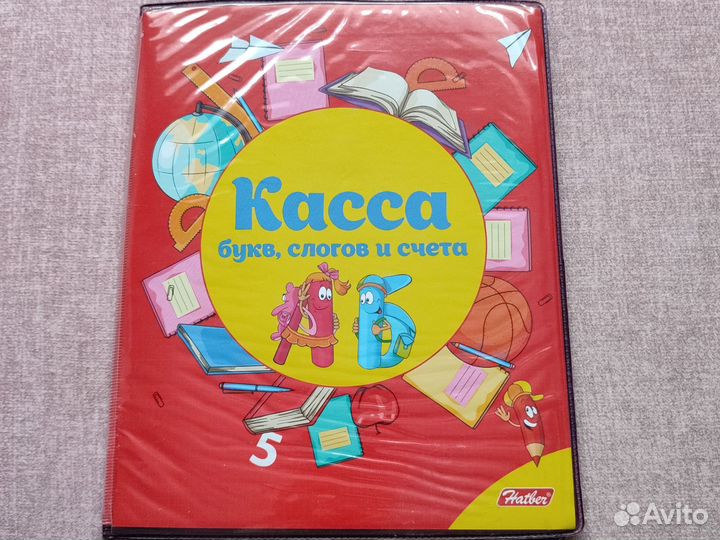 Касса
букв, слогов и счета
А Б
5
Hatber®
Avito